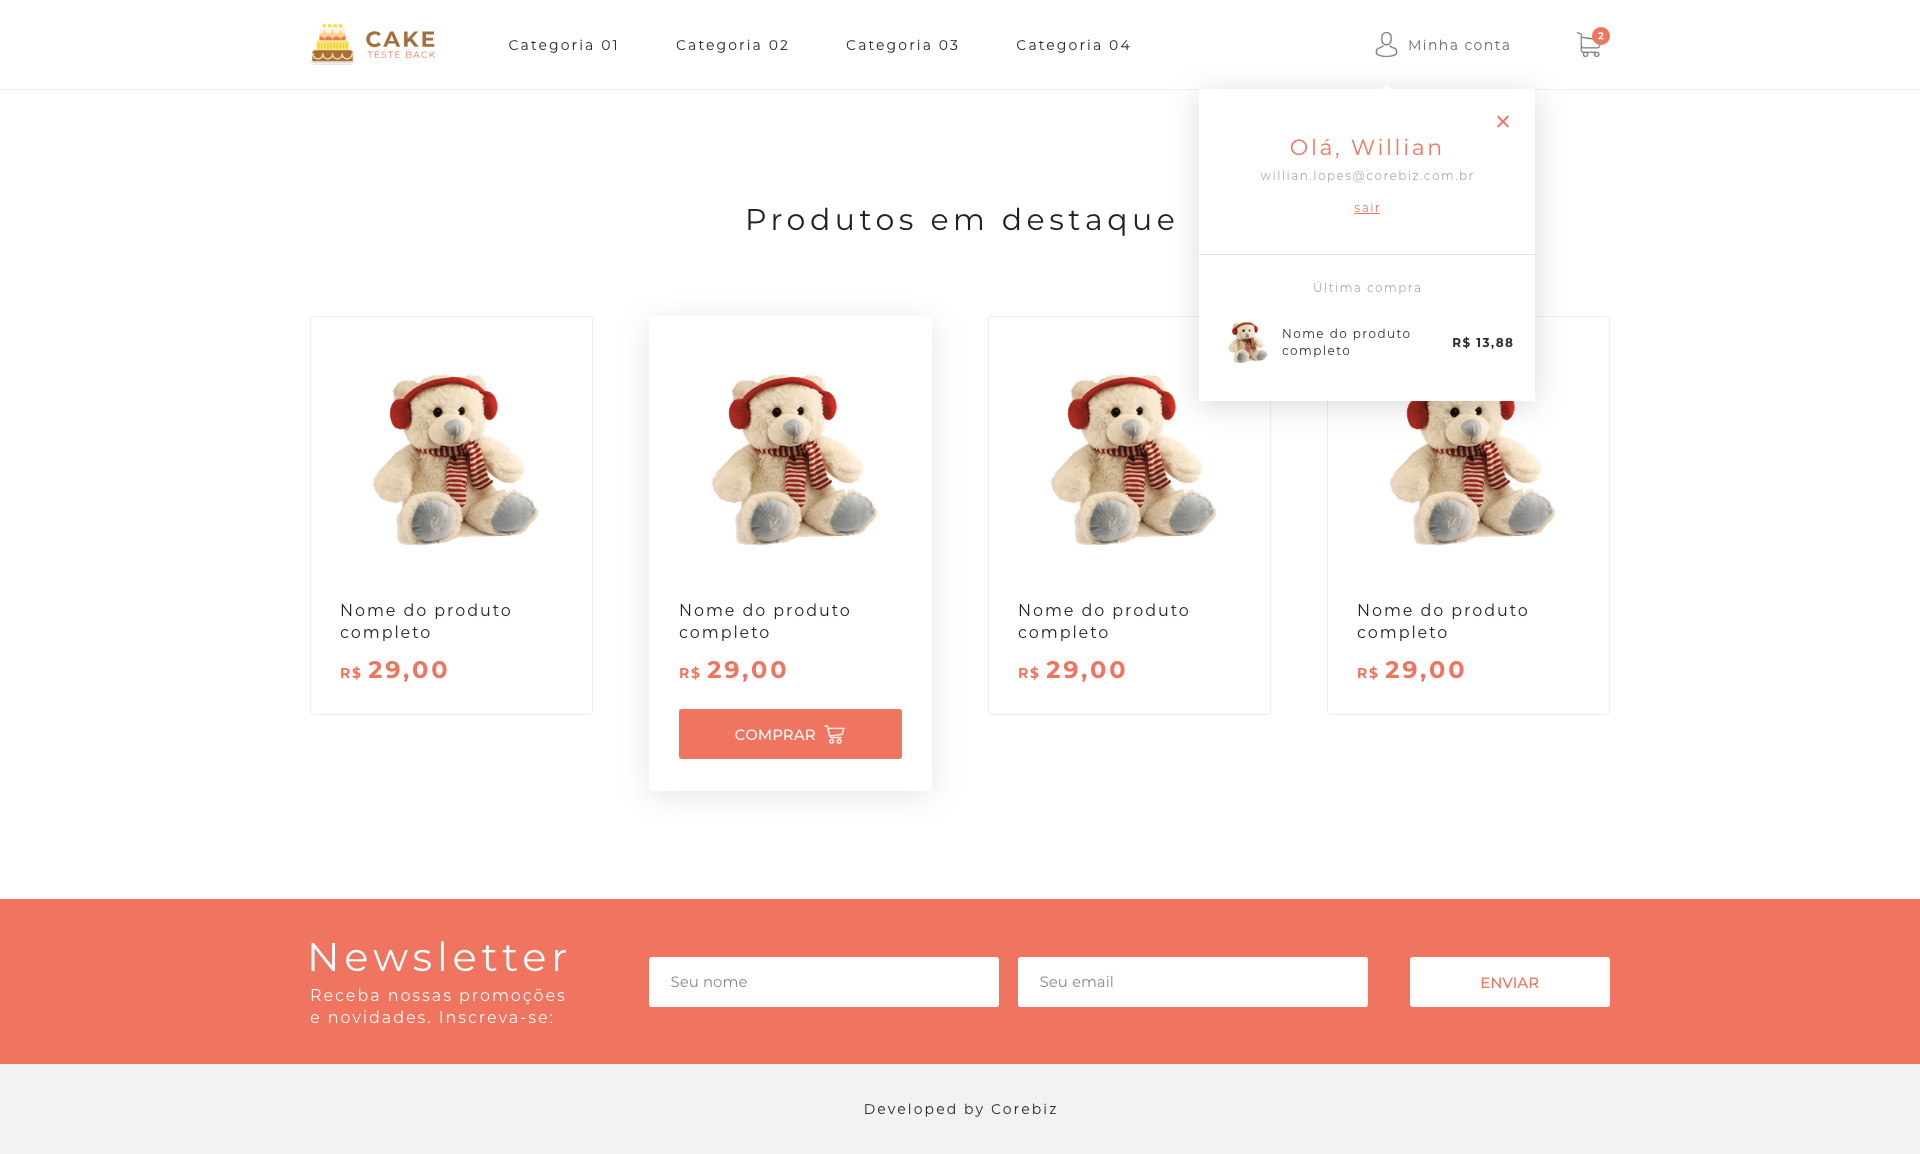 CAKE
TESTE BACK
Categoria 01
Categoria 02
Categoria 03
Categoria 04
Minha conta
2
Olá, Willian
willian.lopes@corebiz.com.br
sair
Última compra
Nome do produto
completo
R$ 13,88
Produtos em destaque
Nome do produto
completo
R$ 29,00
Nome do produto
completo
R$ 29,00
COMPRAR
Nome do produto
completo
R$ 29,00
Nome do produto
completo
R$ 29,00
Newsletter
Receba nossas promoções
e novidades. Inscreva-se:
Seu nome
Seu email
ENVIAR
Developed by Corebiz